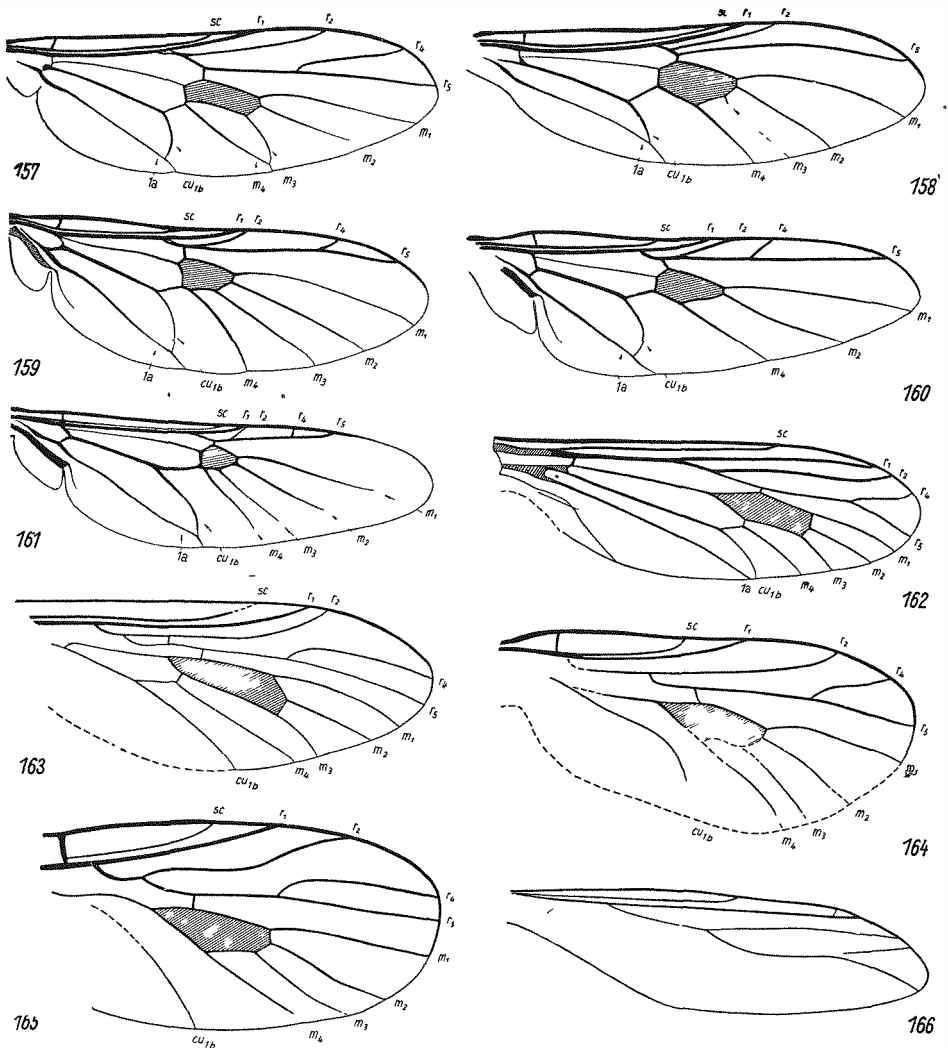 sc r₁ r₂
r₄
r₅
m₁
m₂
m₃
m₄
cu₁b
1a
157
sc r₁ r₂
r₅
m₁
m₂
m₃
m₄
cu₁b
1a
158
sc r₁ r₂
r₄
r₅
m₁
m₂
m₃
m₄
cu₁b
1a
159
sc r₁ r₂ r₄
r₅
m₁
m₂
m₄
cu₁b
1a
160
sc r₁ r₂ r₄ r₅
m₁
m₂
m₃
m₄
cu₁b
1a
161
sc
r₁ r₂
r₄
r₅
m₁
m₂
m₃
m₄
1a cu₁b
162
sc r₁ r₂
r₄
r₅
m₁
m₂
m₃
m₄
cu₁b
163
sc r₁
r₂
r₄
r₅
m₂
m₃
m₄
cu₁b
164
sc r₁ r₂
r₄
r₃
m₁
m₂
m₃
m₄
cu₁b
165
166